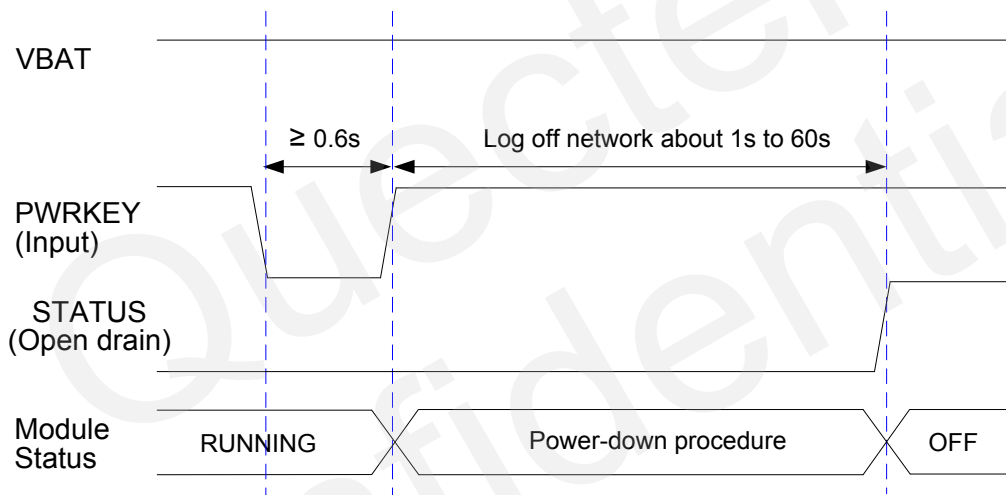 VBAT
≥ 0.6s
Log off network about 1s to 60s
PWRKEY
(Input)
STATUS
(Open drain)
Module
Status
RUNNING
Power-down procedure
OFF
Quectel